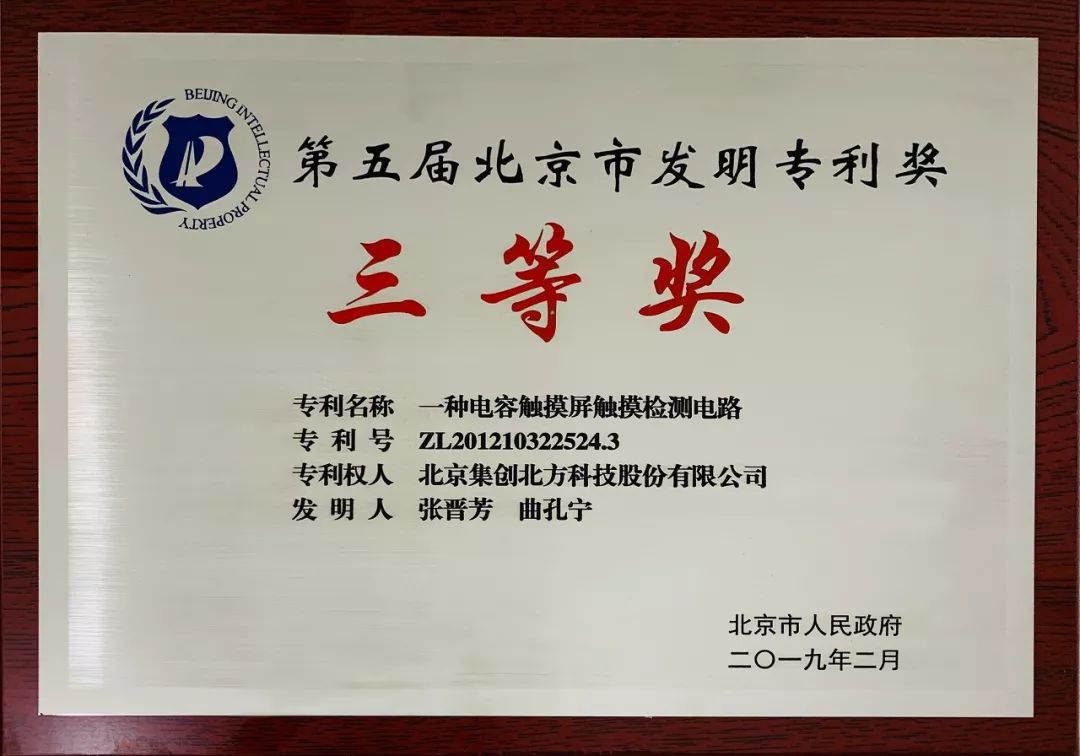 BEIJING INTELLECTUAL PROPERTY
第五届北京市发明专利奖
三等奖
专利名称 一种电容触摸屏触摸检测电路
专利号 ZL201210322524.3
专利权人 北京集创北方科技股份有限公司
发明人 张晋芳 曲孔宁
北京市人民政府
二〇一九年二月